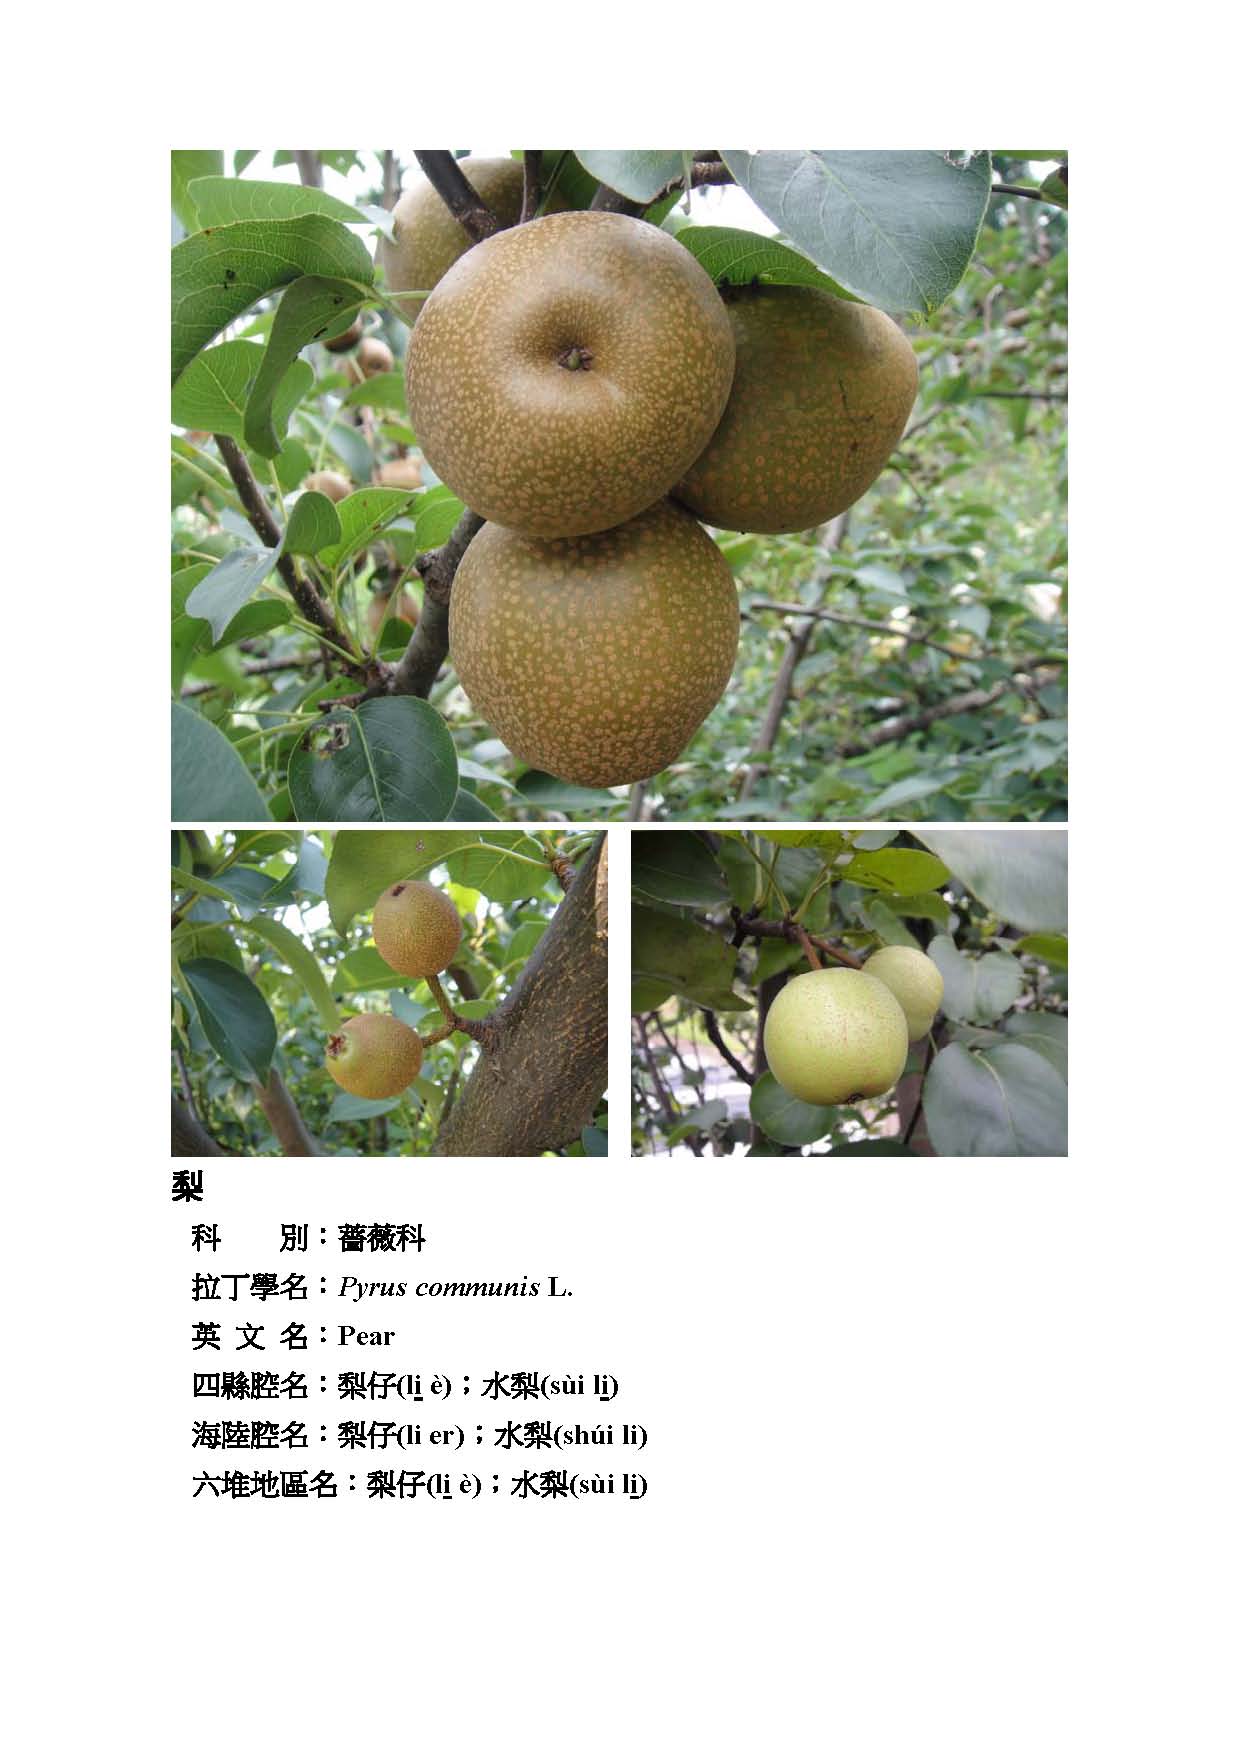 梨
科　　別：薔薇科
拉丁學名：Pyrus communis L.
英 文 名：Pear
四縣腔名：梨仔(li̲ è)；水梨(sùi li̲)
海陸腔名：梨仔(li er)；水梨(shúi li)
六堆地區名：梨仔(li̲ è)；水梨(sùi li̲)